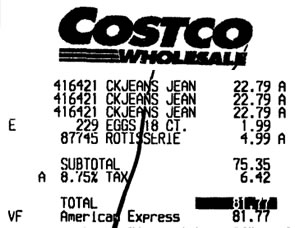 COSTCO
WHOLESALE
416421 CKJEANS JEAN 22.79 A
416421 CKJEANS JEAN 22.79 A
416421 CKJEANS JEAN 22.79 A
E 229 EGGS 18 CT. 1.99
87745 ROTISSERIE 4.99 A
SUBTOTAL 75.35
A 8.75% TAX 6.42
TOTAL 81.77
VF American Express 81.77